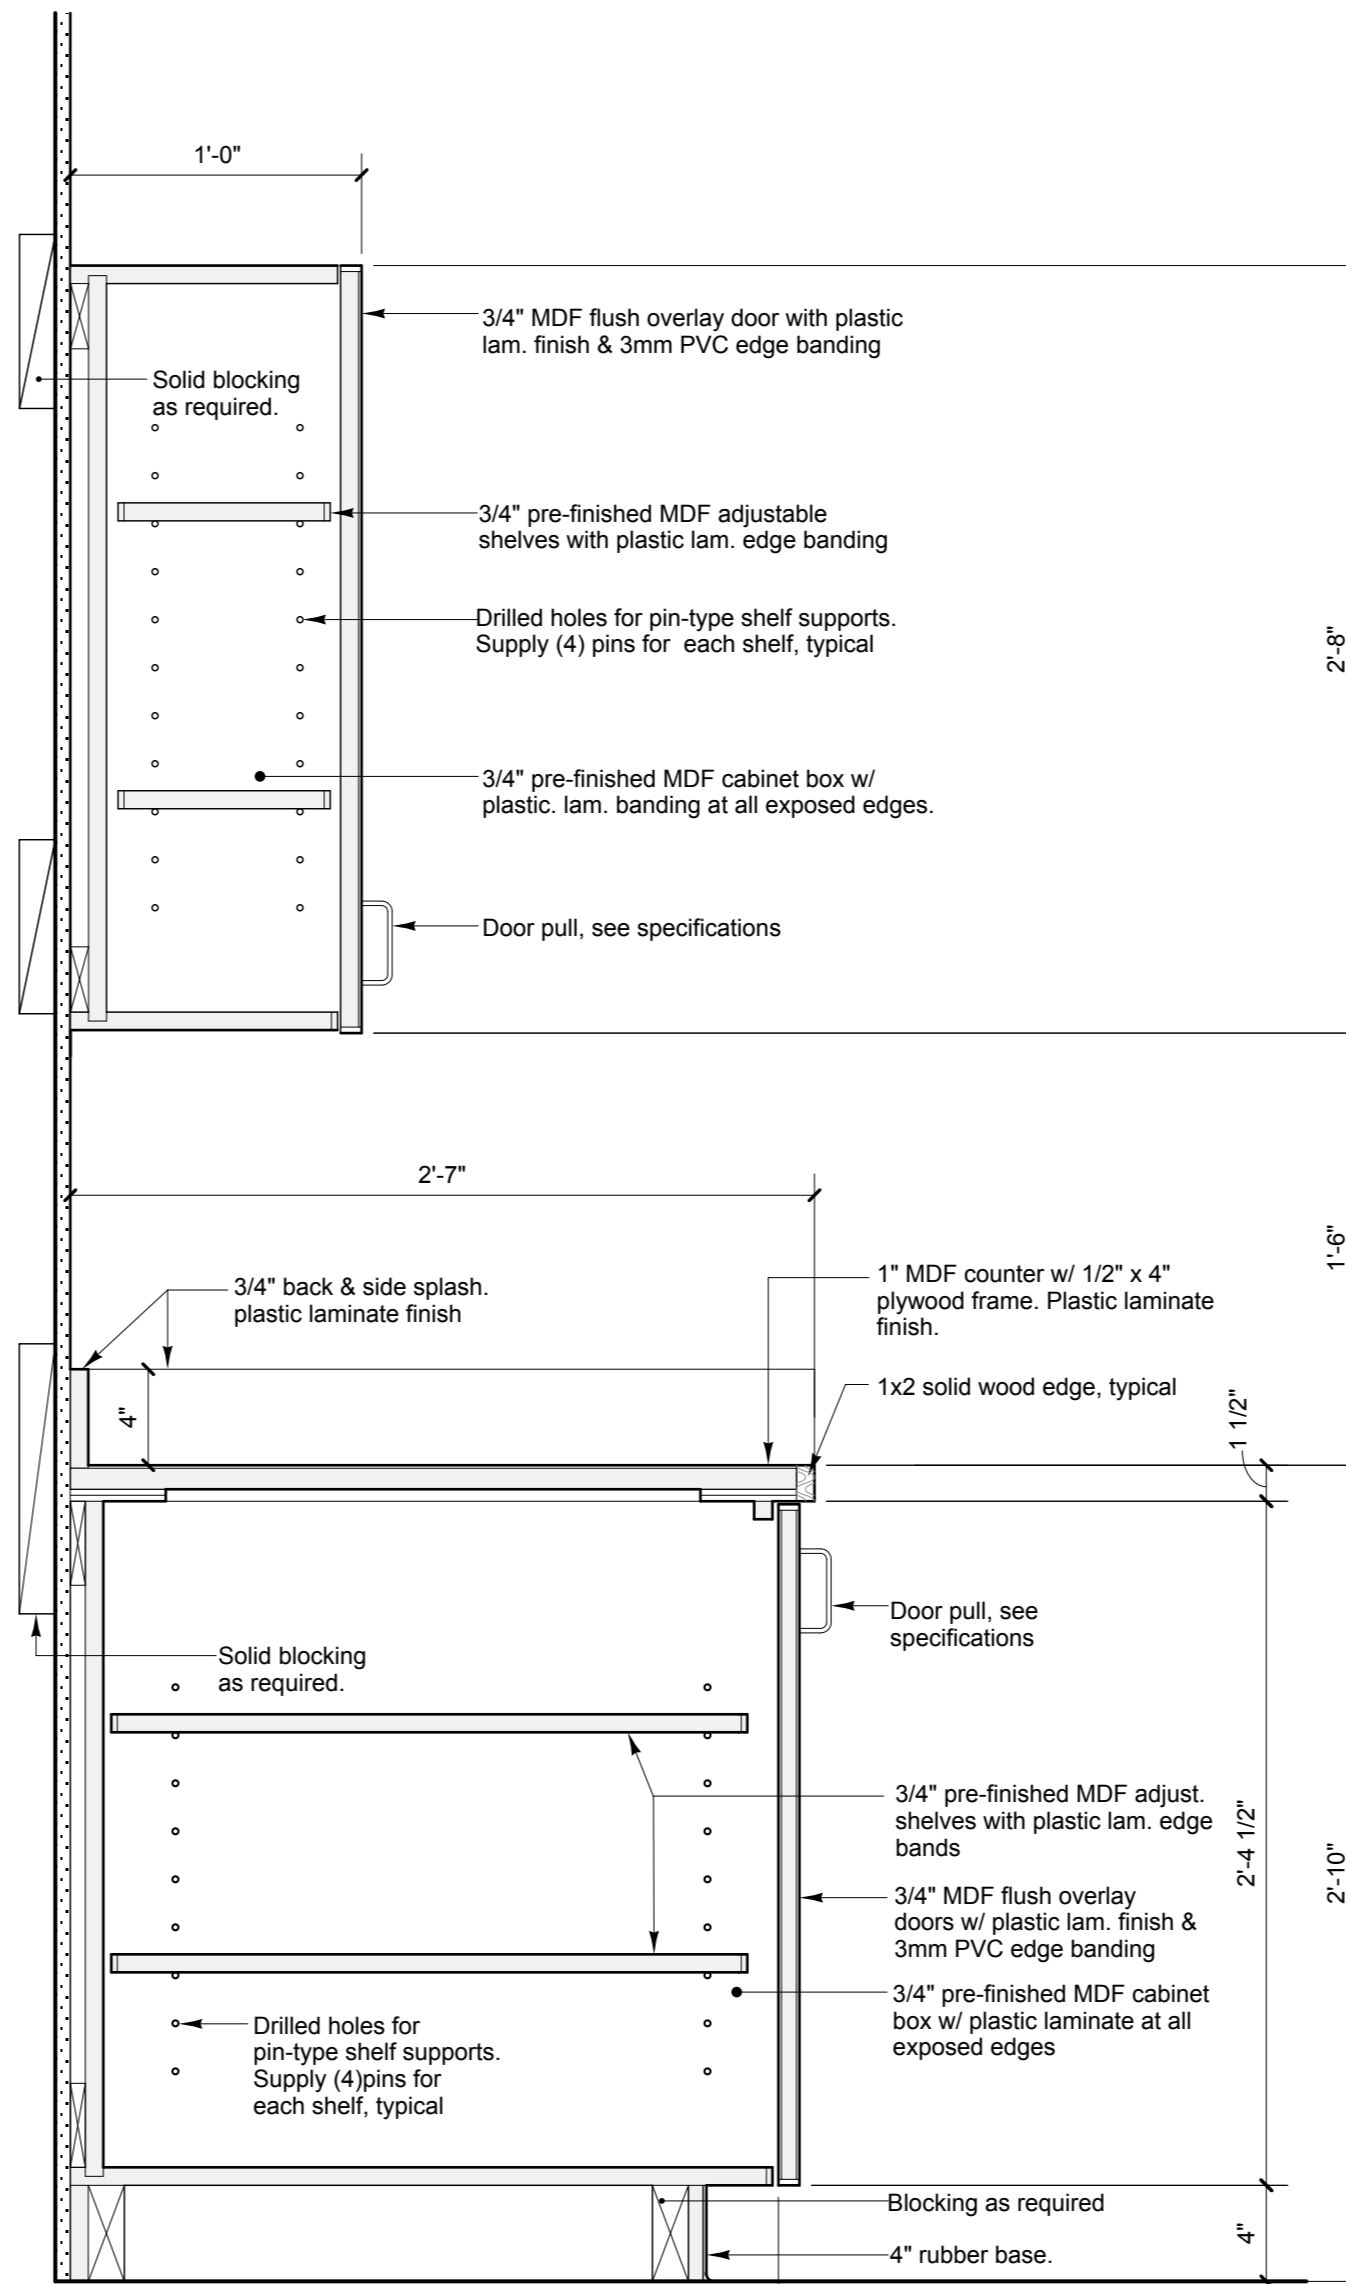 1'-0"
3/4" MDF flush overlay door with plastic
lam. finish & 3mm PVC edge banding
Solid blocking
as required.
3/4" pre-finished MDF adjustable
shelves with plastic lam. edge banding
Drilled holes for pin-type shelf supports.
Supply (4) pins for each shelf, typical
2'-8"
3/4" pre-finished MDF cabinet box w/
plastic. lam. banding at all exposed edges.
Door pull, see specifications
2'-7"
1'-6"
3/4" back & side splash.
plastic laminate finish
1" MDF counter w/ 1/2" x 4"
plywood frame. Plastic laminate
finish.
1x2 solid wood edge, typical
4"
1 1/2"
Door pull, see
specifications
Solid blocking
as required.
3/4" pre-finished MDF adjust.
shelves with plastic lam. edge
bands
2'-4 1/2"
2'-10"
3/4" MDF flush overlay
doors w/ plastic lam. finish &
3mm PVC edge banding
3/4" pre-finished MDF cabinet
box w/ plastic laminate at all
exposed edges
Drilled holes for
pin-type shelf supports.
Supply (4)pins for
each shelf, typical
Blocking as required
4"
4" rubber base.